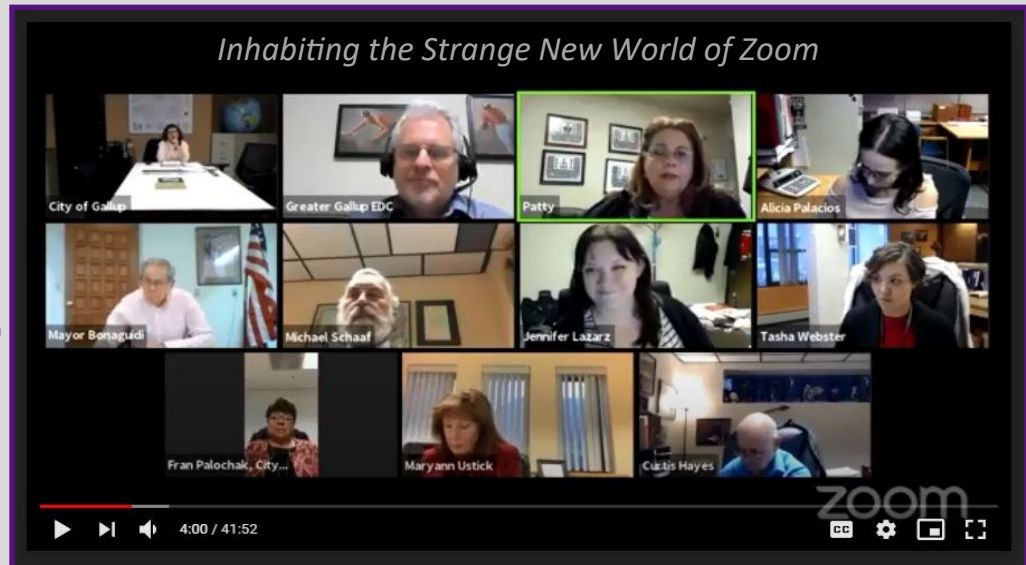 Inhabiting the Strange New World of Zoom
City of Gallup
Greater Gallup EDC
Patty
Alicia Palacios
Mayor Bonaguidi
Michael Schaaf
Jennifer Lazarz
Tasha Webster
Fran Palochak, City...
Maryann Ustick
Curtis Hayes
zoom
4:00 / 41:52
CC